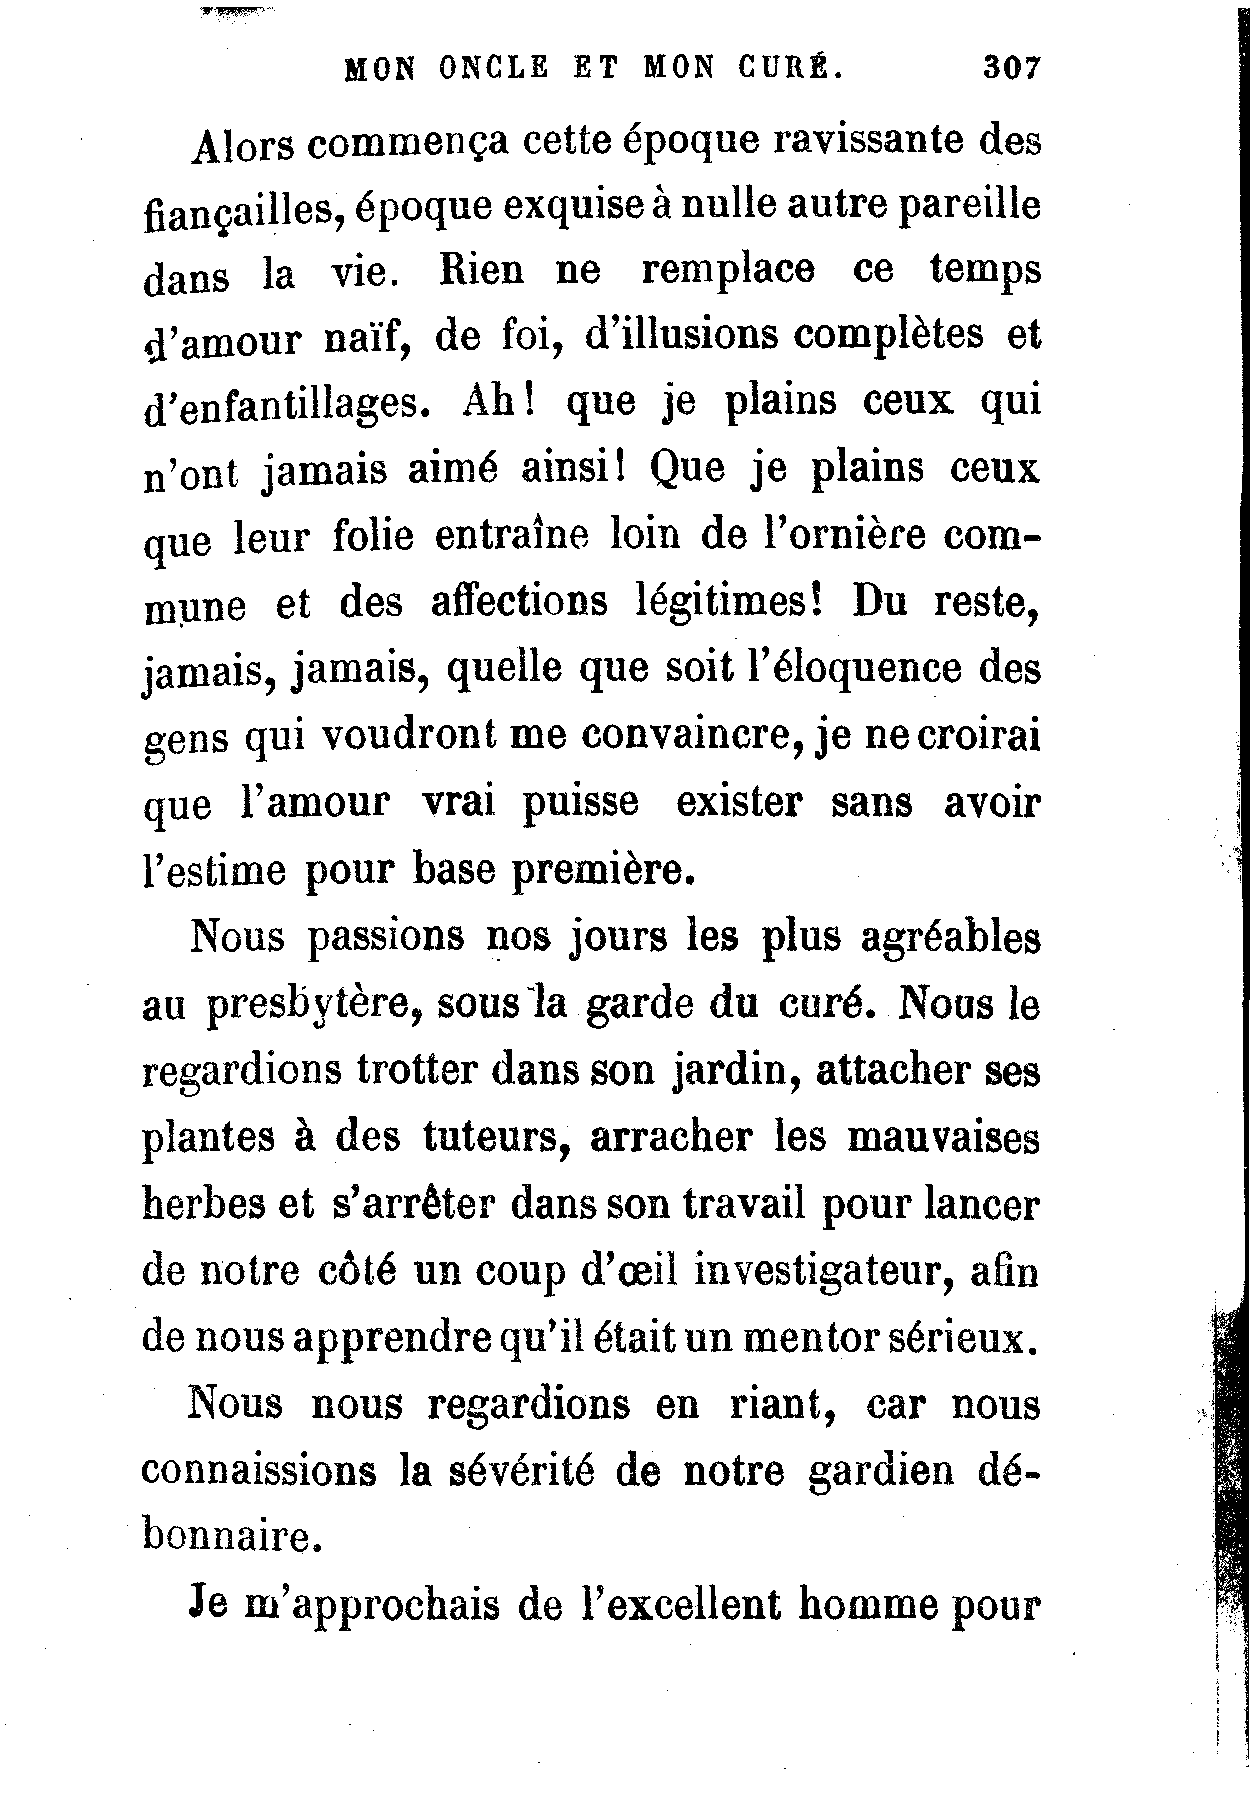 MON ONCLE ET MON CURÉ. 307
Alors commença cette époque ravissante des
fiançailles, époque exquise à nulle autre pareille
dans la vie. Rien ne remplace ce temps
d'amour naïf, de foi, d'illusions complètes et
d'enfantillages. Ah! que je plains ceux qui
n'ont jamais aimé ainsi! Que je plains ceux
que leur folie entraîne loin de l'ornière com-
mune et des affections légitimes! Du reste,
jamais, jamais, quelle que soit l'éloquence des
gens qui voudront me convaincre, je ne croirai
que l'amour vrai puisse exister sans avoir
l'estime pour base première.
Nous passions nos jours les plus agréables
au presbytère, sous la garde du curé. Nous le
regardions trotter dans son jardin, attacher ses
plantes à des tuteurs, arracher les mauvaises
herbes et s'arrêter dans son travail pour lancer
de notre côté un coup d'œil investigateur, afin
de nous apprendre qu'il était un mentor sérieux.
Nous nous regardions en riant, car nous
connaissions la sévérité de notre gardien dé-
bonnaire.
Je m'approchais de l'excellent homme pour